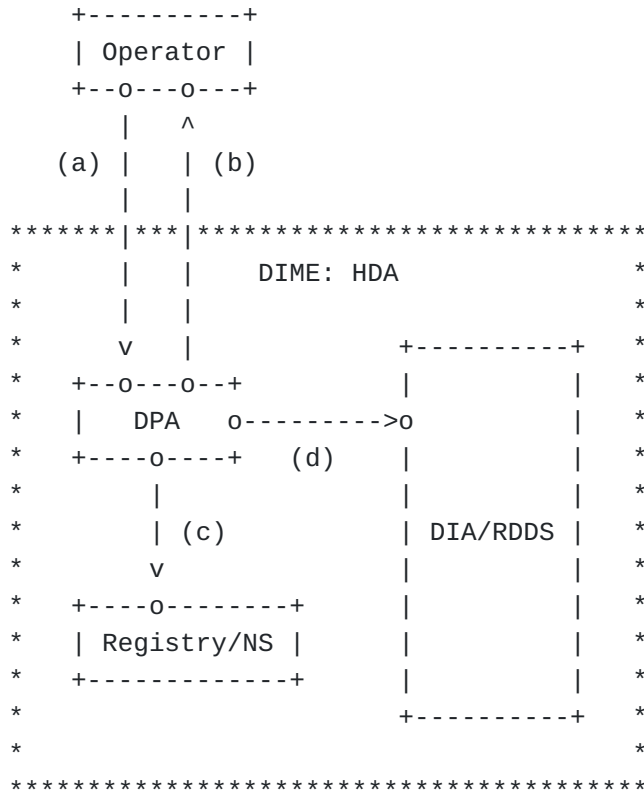 +----------+
| Operator |
+--o---o---+
|   ^
(a) |   | (b)
|   |
*******|***|*****************************
*      |   |    DIME: HDA               *
*      |   |                            *
*      v   |             +----------+   *
*   +--o---o--+          |          |   *
*   |   DPA   o--------->o          |   *
*   +----o----+   (d)    |          |   *
*        |               |          |   *
*        | (c)           | DIA/RDDS |   *
*        v               |          |   *
*   +----o--------+      |          |   *
*   | Registry/NS |      |          |   *
*   +-------------+      |          |   *
*                        +----------+   *
*                                       *
*****************************************